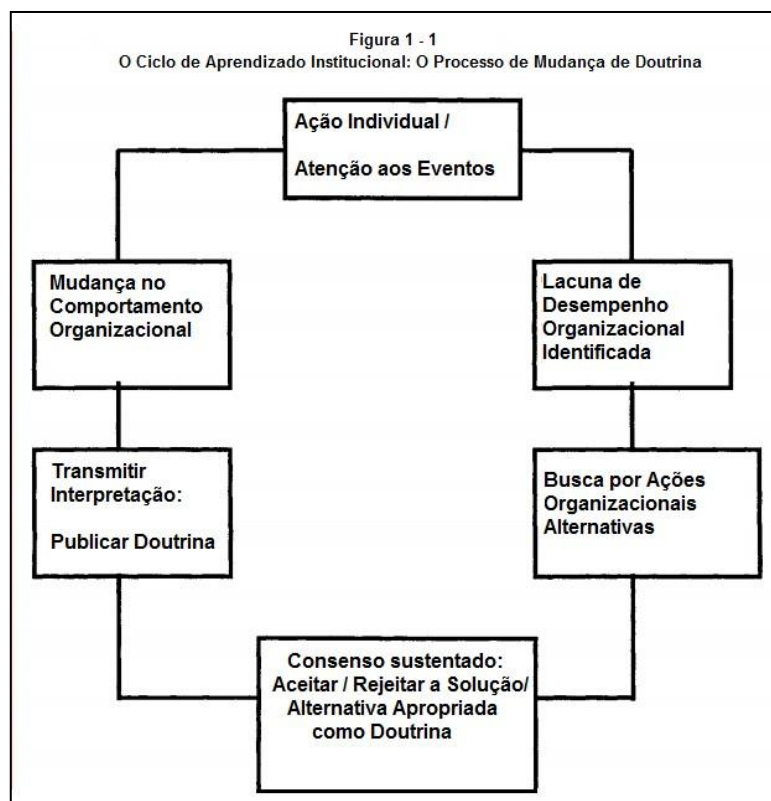 Figura 1 - 1
O Ciclo de Aprendizado Institucional: O Processo de Mudança de Doutrina
Ação Individual /
Atenção aos Eventos
Lacuna de
Desempenho
Organizacional
Identificada
Busca por Ações
Organizacionais
Alternativas
Consenso sustentado:
Aceitar / Rejeitar a Solução/
Alternativa Apropriada
como Doutrina
Transmitir
Interpretação:
Publicar Doutrina
Mudança no
Comportamento
Organizacional